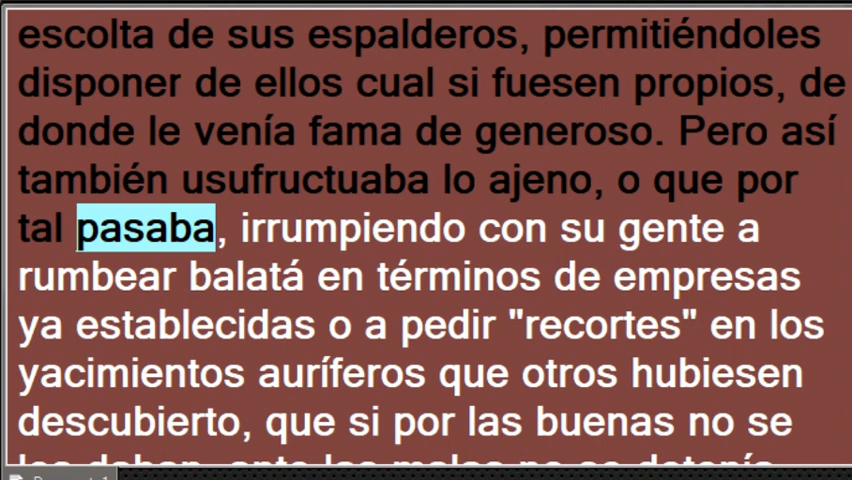 escolta de sus espalderos, permitiéndoles
disponer de ellos cual si fuesen propios, de
donde le venía fama de generoso. Pero así
también usufructuaba lo ajeno, o que por
tal pasaba, irrumpiendo con su gente a
rumbear balatá en términos de empresas
ya establecidas o a pedir "recortes" en los
yacimientos auríferos que otros hubiesen
descubierto, que si por las buenas no se